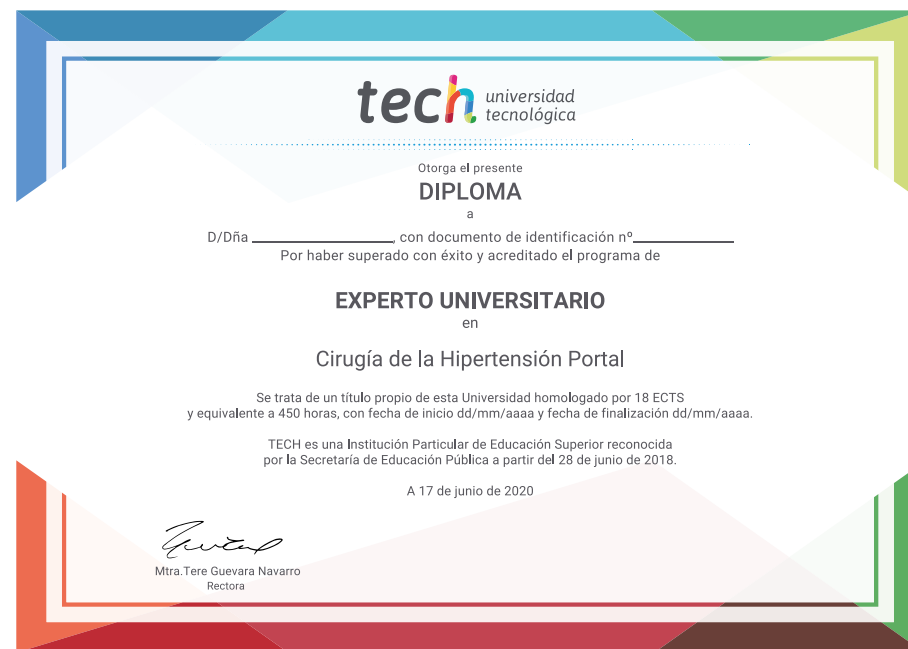 tech universidad
tecnológica
Otorga el presente
DIPLOMA
a
D/Dña ________________, con documento de identificación nº____________
Por haber superado con éxito y acreditado el programa de
EXPERTO UNIVERSITARIO
en
Cirugía de la Hipertensión Portal
Se trata de un título propio de esta Universidad homologado por 18 ECTS
y equivalente a 450 horas, con fecha de inicio dd/mm/aaaa y fecha de finalización dd/mm/aaaa.
TECH es una Institución Particular de Educación Superior reconocida
por la Secretaría de Educación Pública a partir del 28 de junio de 2018.
A 17 de junio de 2020
Mtra.Tere Guevara Navarro
Rectora